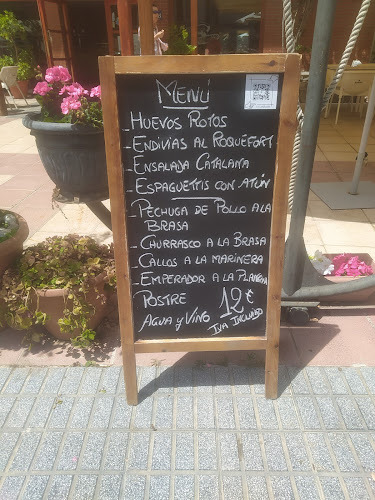 MENÚ
- HUEVOS ROTOS
- ENDIVIAS AL ROQUEFORT
- ENSALADA CATALANA
- ESPAGUETTIS CON ATÚN
- PECHUGA DE POLLO A LA
BRASA
- CHURRASCO A LA BRASA
- CALLOS A LA MARINERA
- EMPERADOR A LA PLANCHA
POSTRE
AGUA Y VINO 12€
IVA INCLUIDO